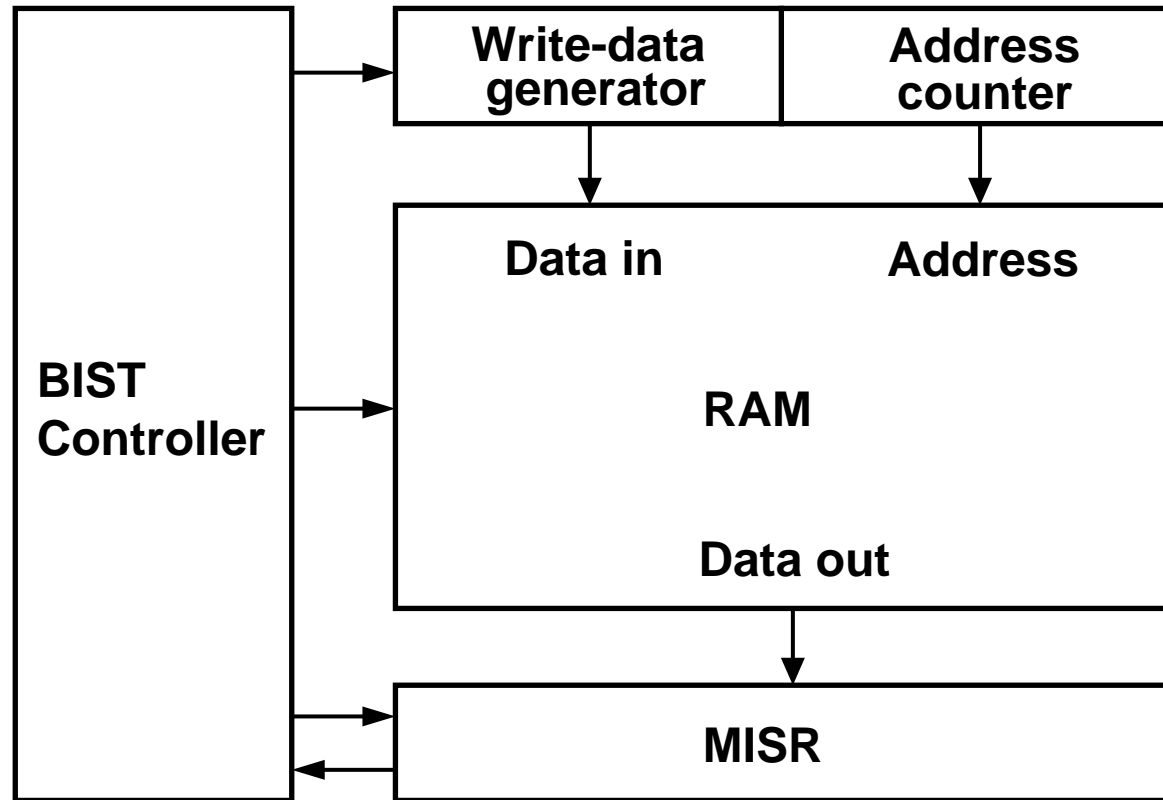 Write-data
generator
Address
counter
Data in
Address
BIST
Controller
RAM
Data out
MISR